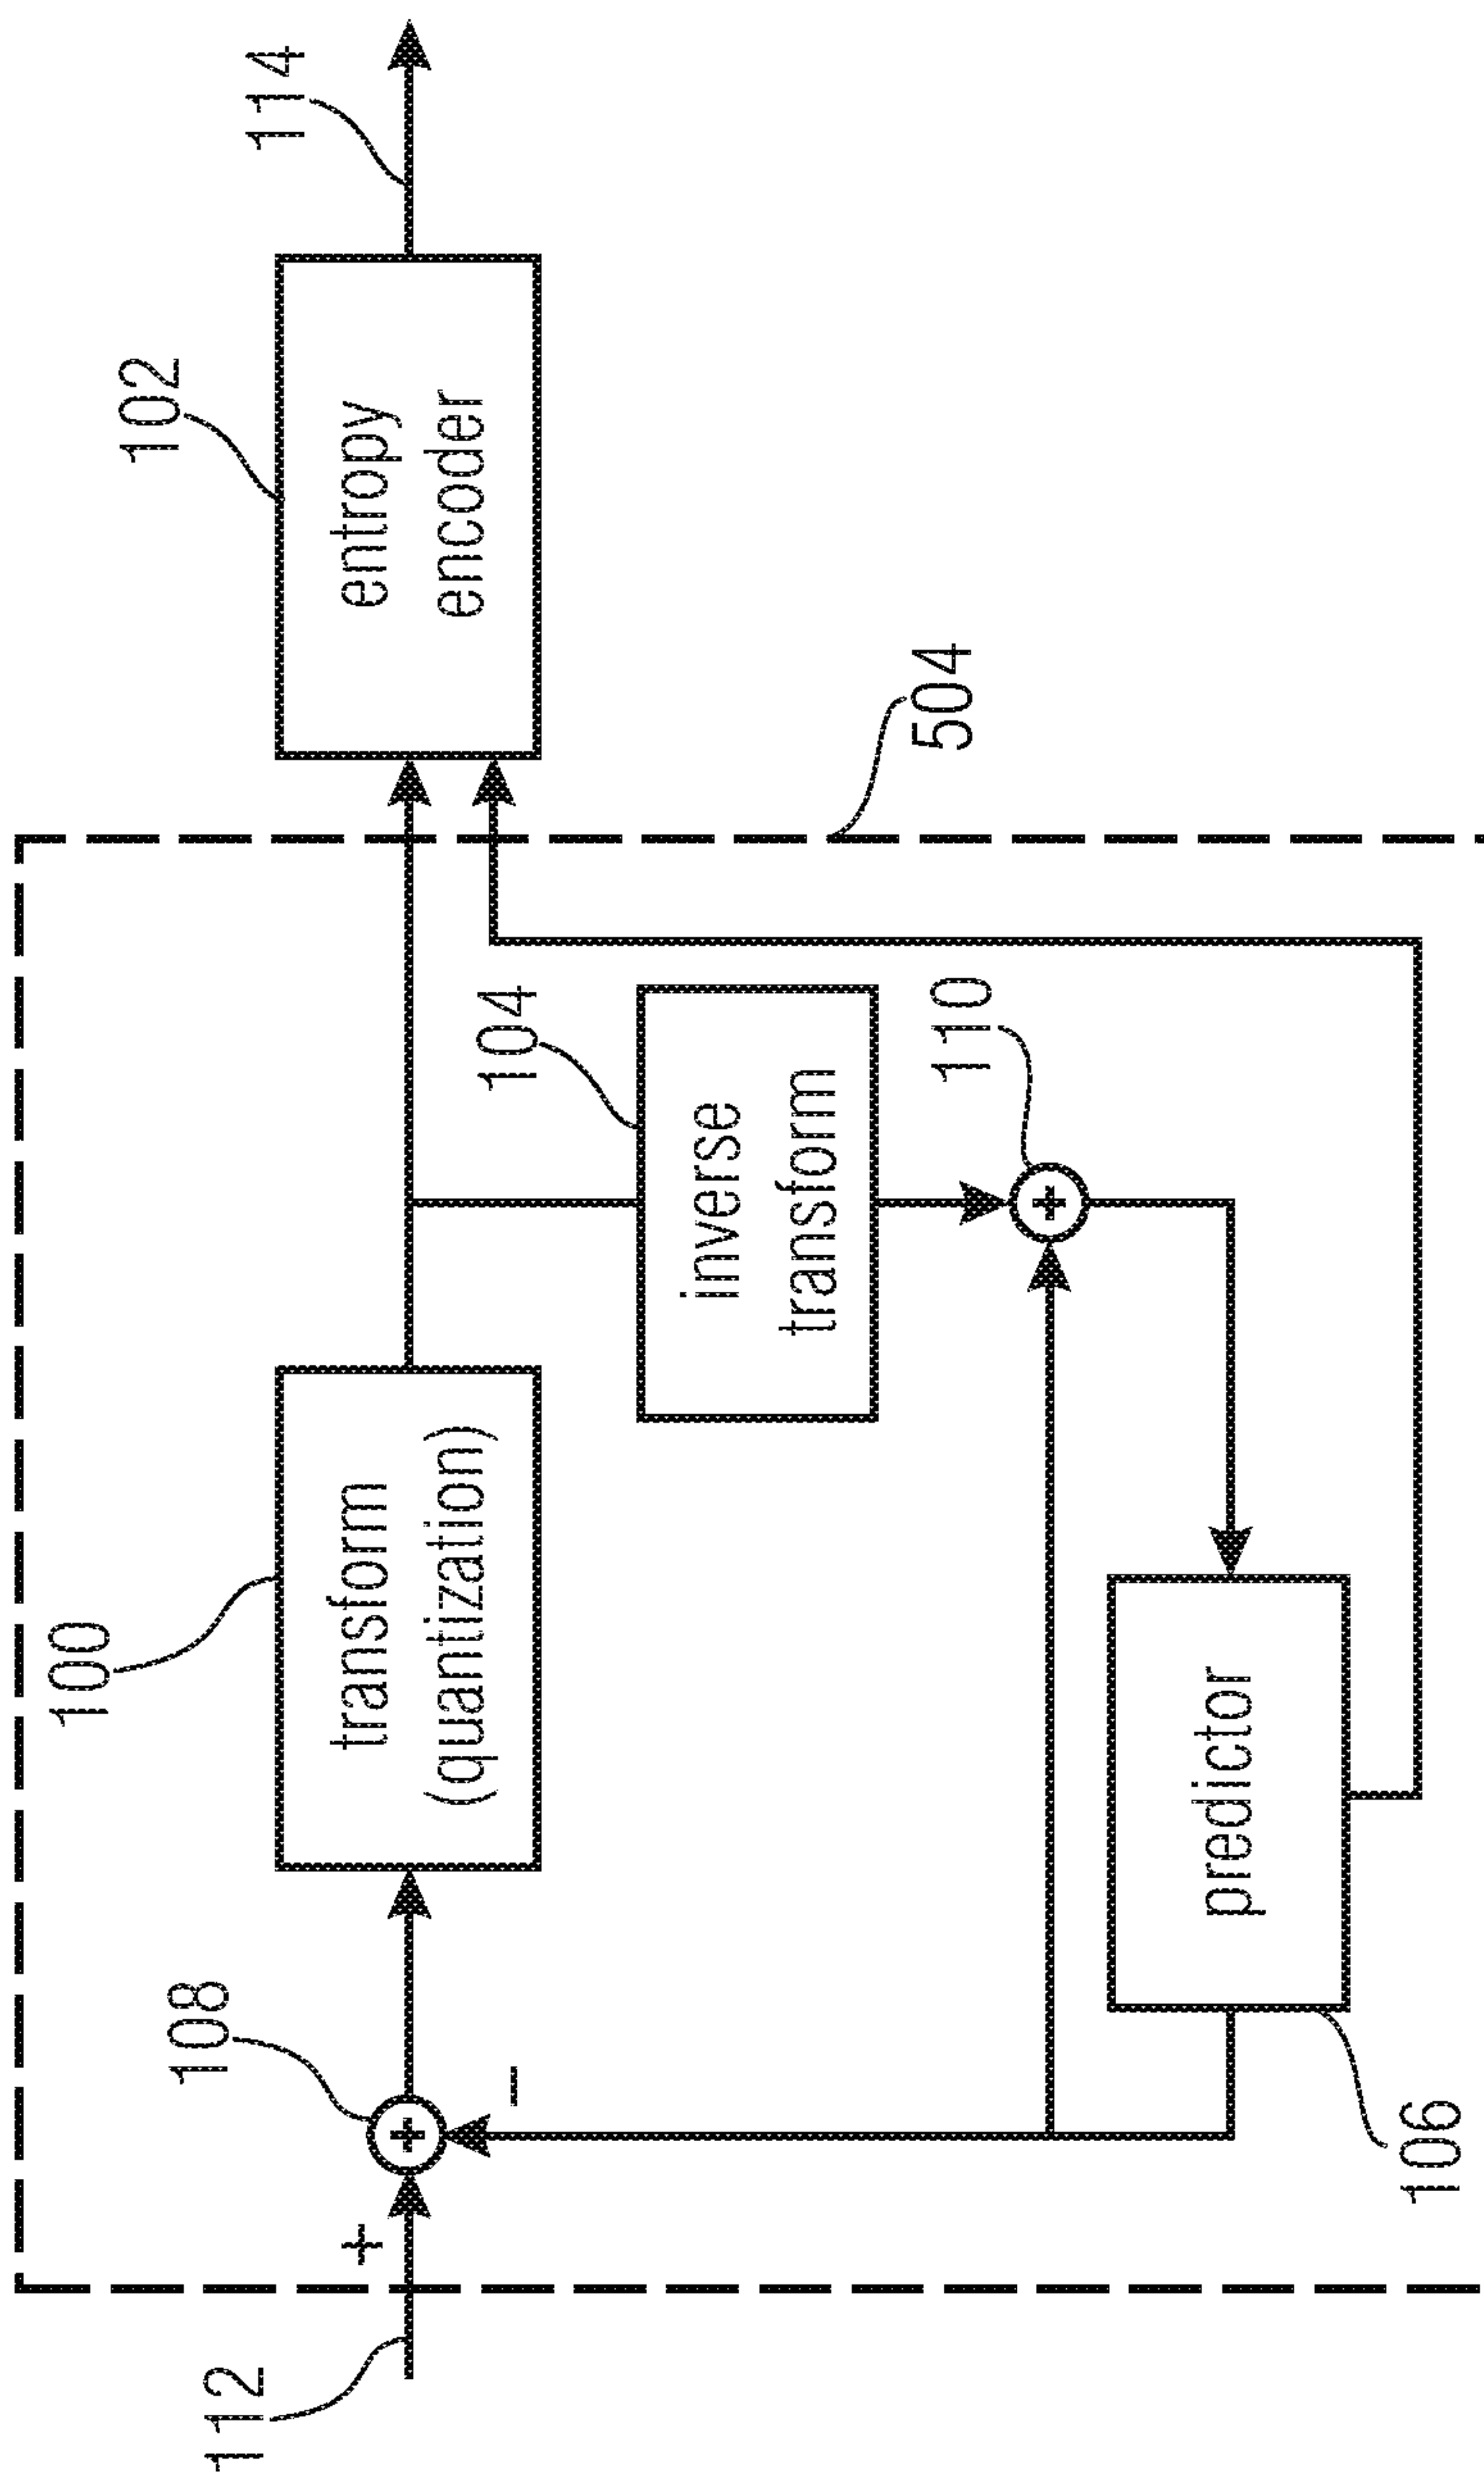 100
102
114
transform
(quantization)
entropy
encoder
108
112
+
+
−
104
inverse
transform
504
110
+
predictor
106